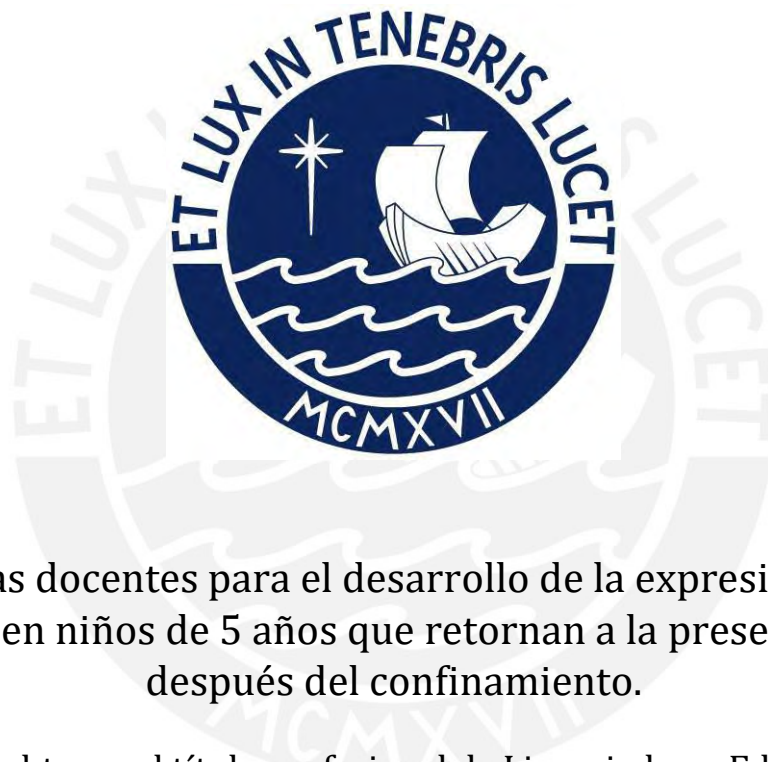 ET LUX IN TENEBRIS LUCET
MCMXVII
as docentes para el desarrollo de la expresi
en niños de 5 años que retornan a la prese
después del confinamiento.